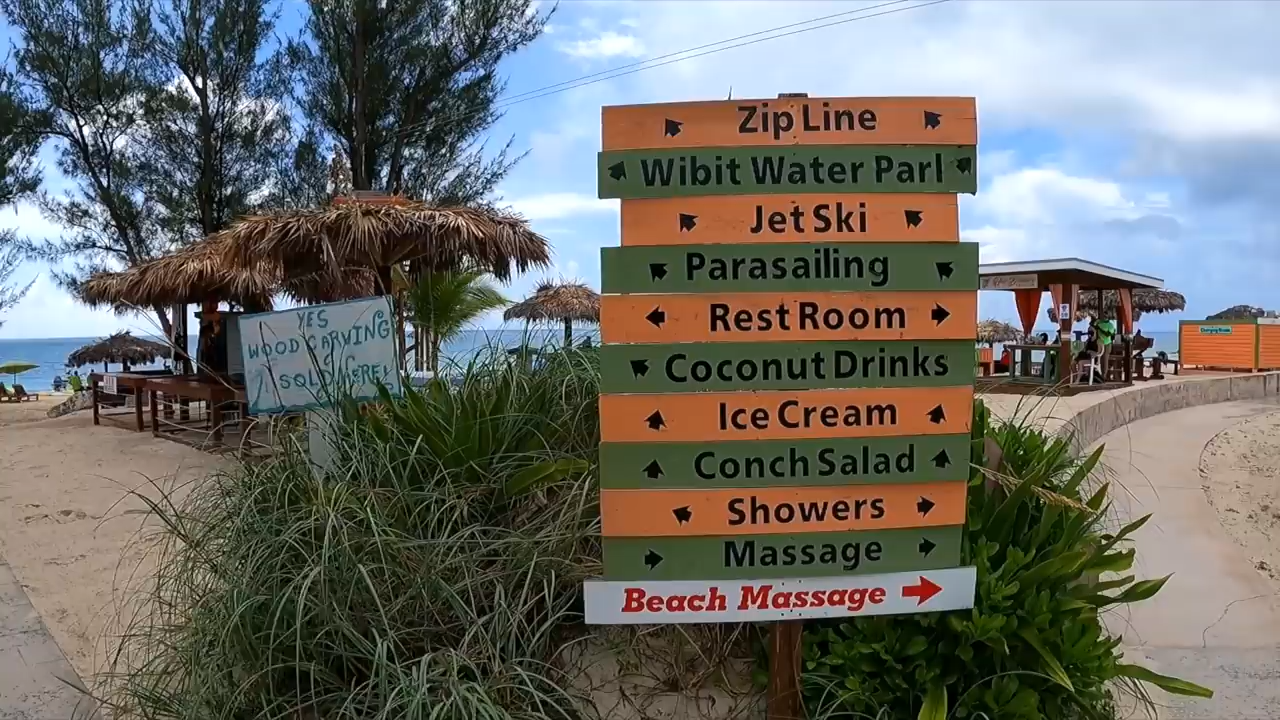 Zip Line
Wibit Water Parl
Jet Ski
Parasailing
Rest Room
Coconut Drinks
Ice Cream
Conch Salad
Showers
Massage
Beach Massage
YES
WOOD CARVING
SOLD HERE!